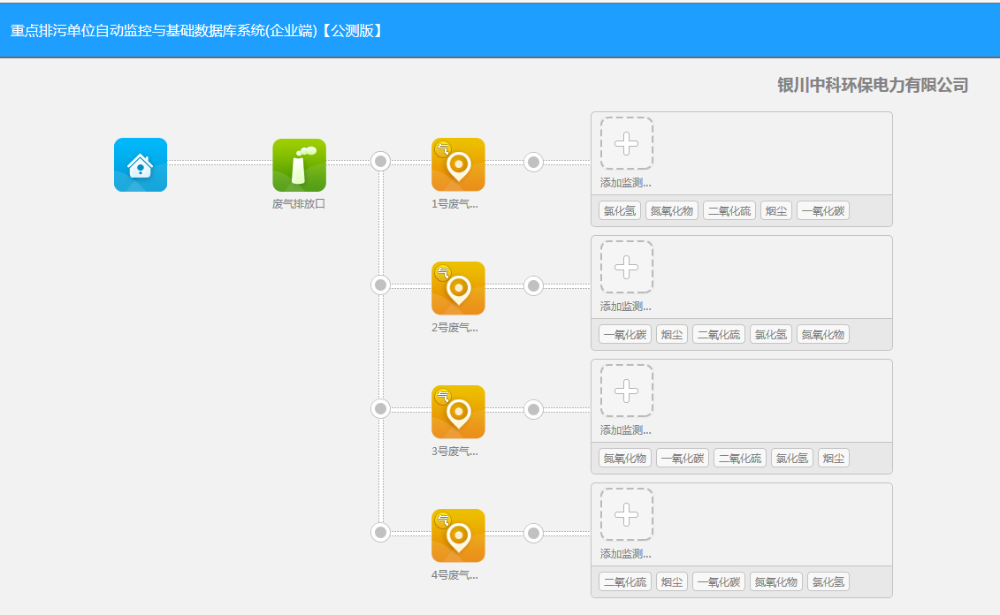 重点排污单位自动监控与基础数据库系统(企业端)【公测版】
银川中科环保电力有限公司
废气排放口
气
1号废气...
添加监测...
氯化氢 氮氧化物 二氧化硫 烟尘 一氧化碳
气
2号废气...
添加监测...
一氧化碳 烟尘 二氧化硫 氯化氢 氮氧化物
气
3号废气...
添加监测...
氮氧化物 一氧化碳 二氧化硫 氯化氢 烟尘
气
4号废气...
添加监测...
二氧化硫 烟尘 一氧化碳 氮氧化物 氯化氢